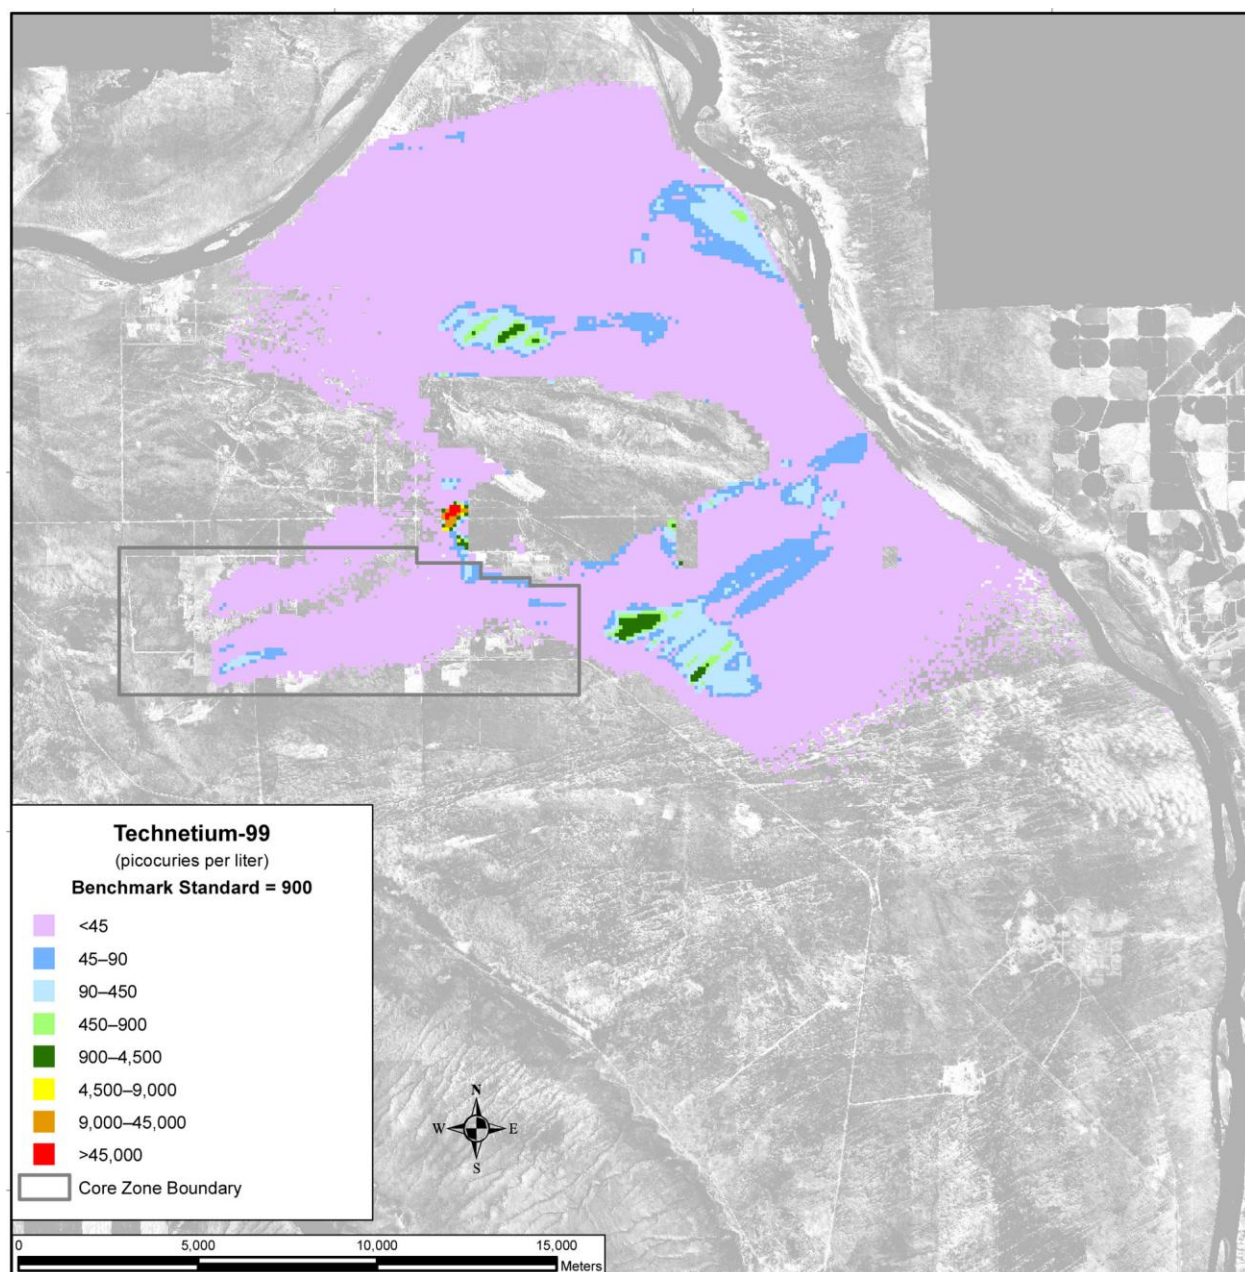 Technetium-99
(picocuries per liter)
Benchmark Standard = 900
<45
45–90
90–450
450–900
900–4,500
4,500–9,000
9,000–45,000
>45,000
Core Zone Boundary
N
W E
S
0 5,000 10,000 15,000
Meters